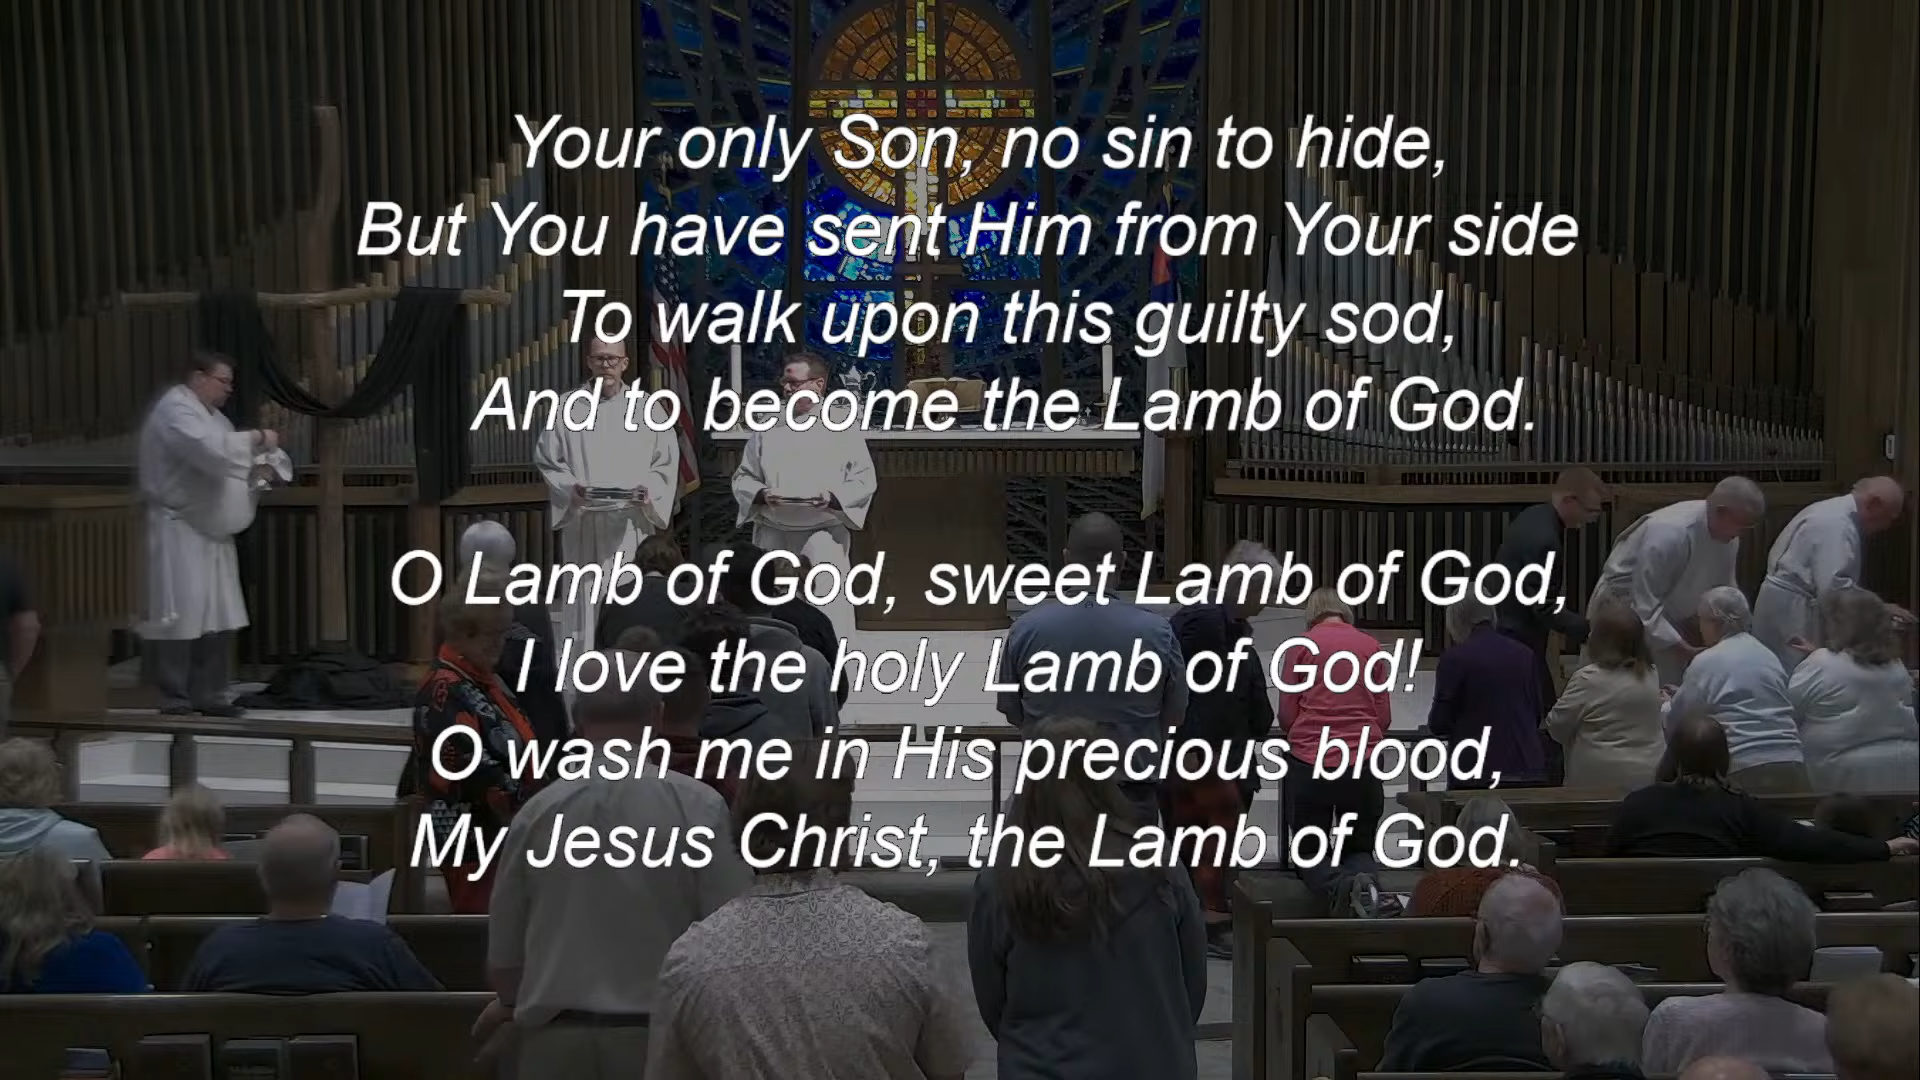 Your only Son, no sin to hide,
But You have sent Him from Your side
To walk upon this guilty sod,
And to become the Lamb of God.
O Lamb of God, sweet Lamb of God,
I love the holy Lamb of God!
O wash me in His precious blood,
My Jesus Christ, the Lamb of God.